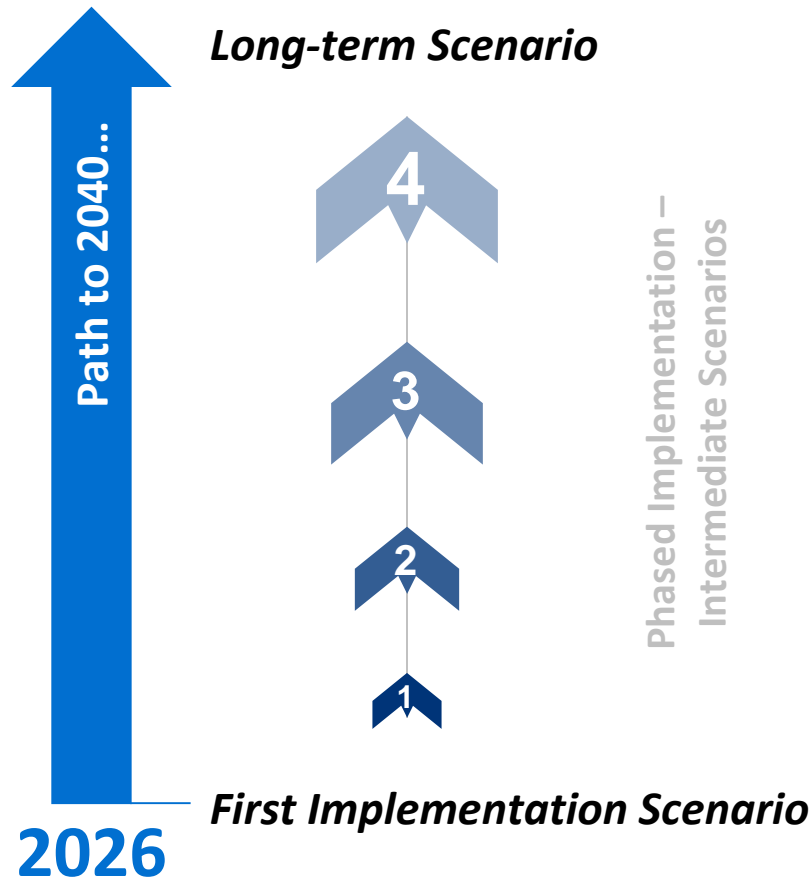 Long-term Scenario
Path to 2040...
4
3
2
1
Phased Implementation –
Intermediate Scenarios
First Implementation Scenario
2026